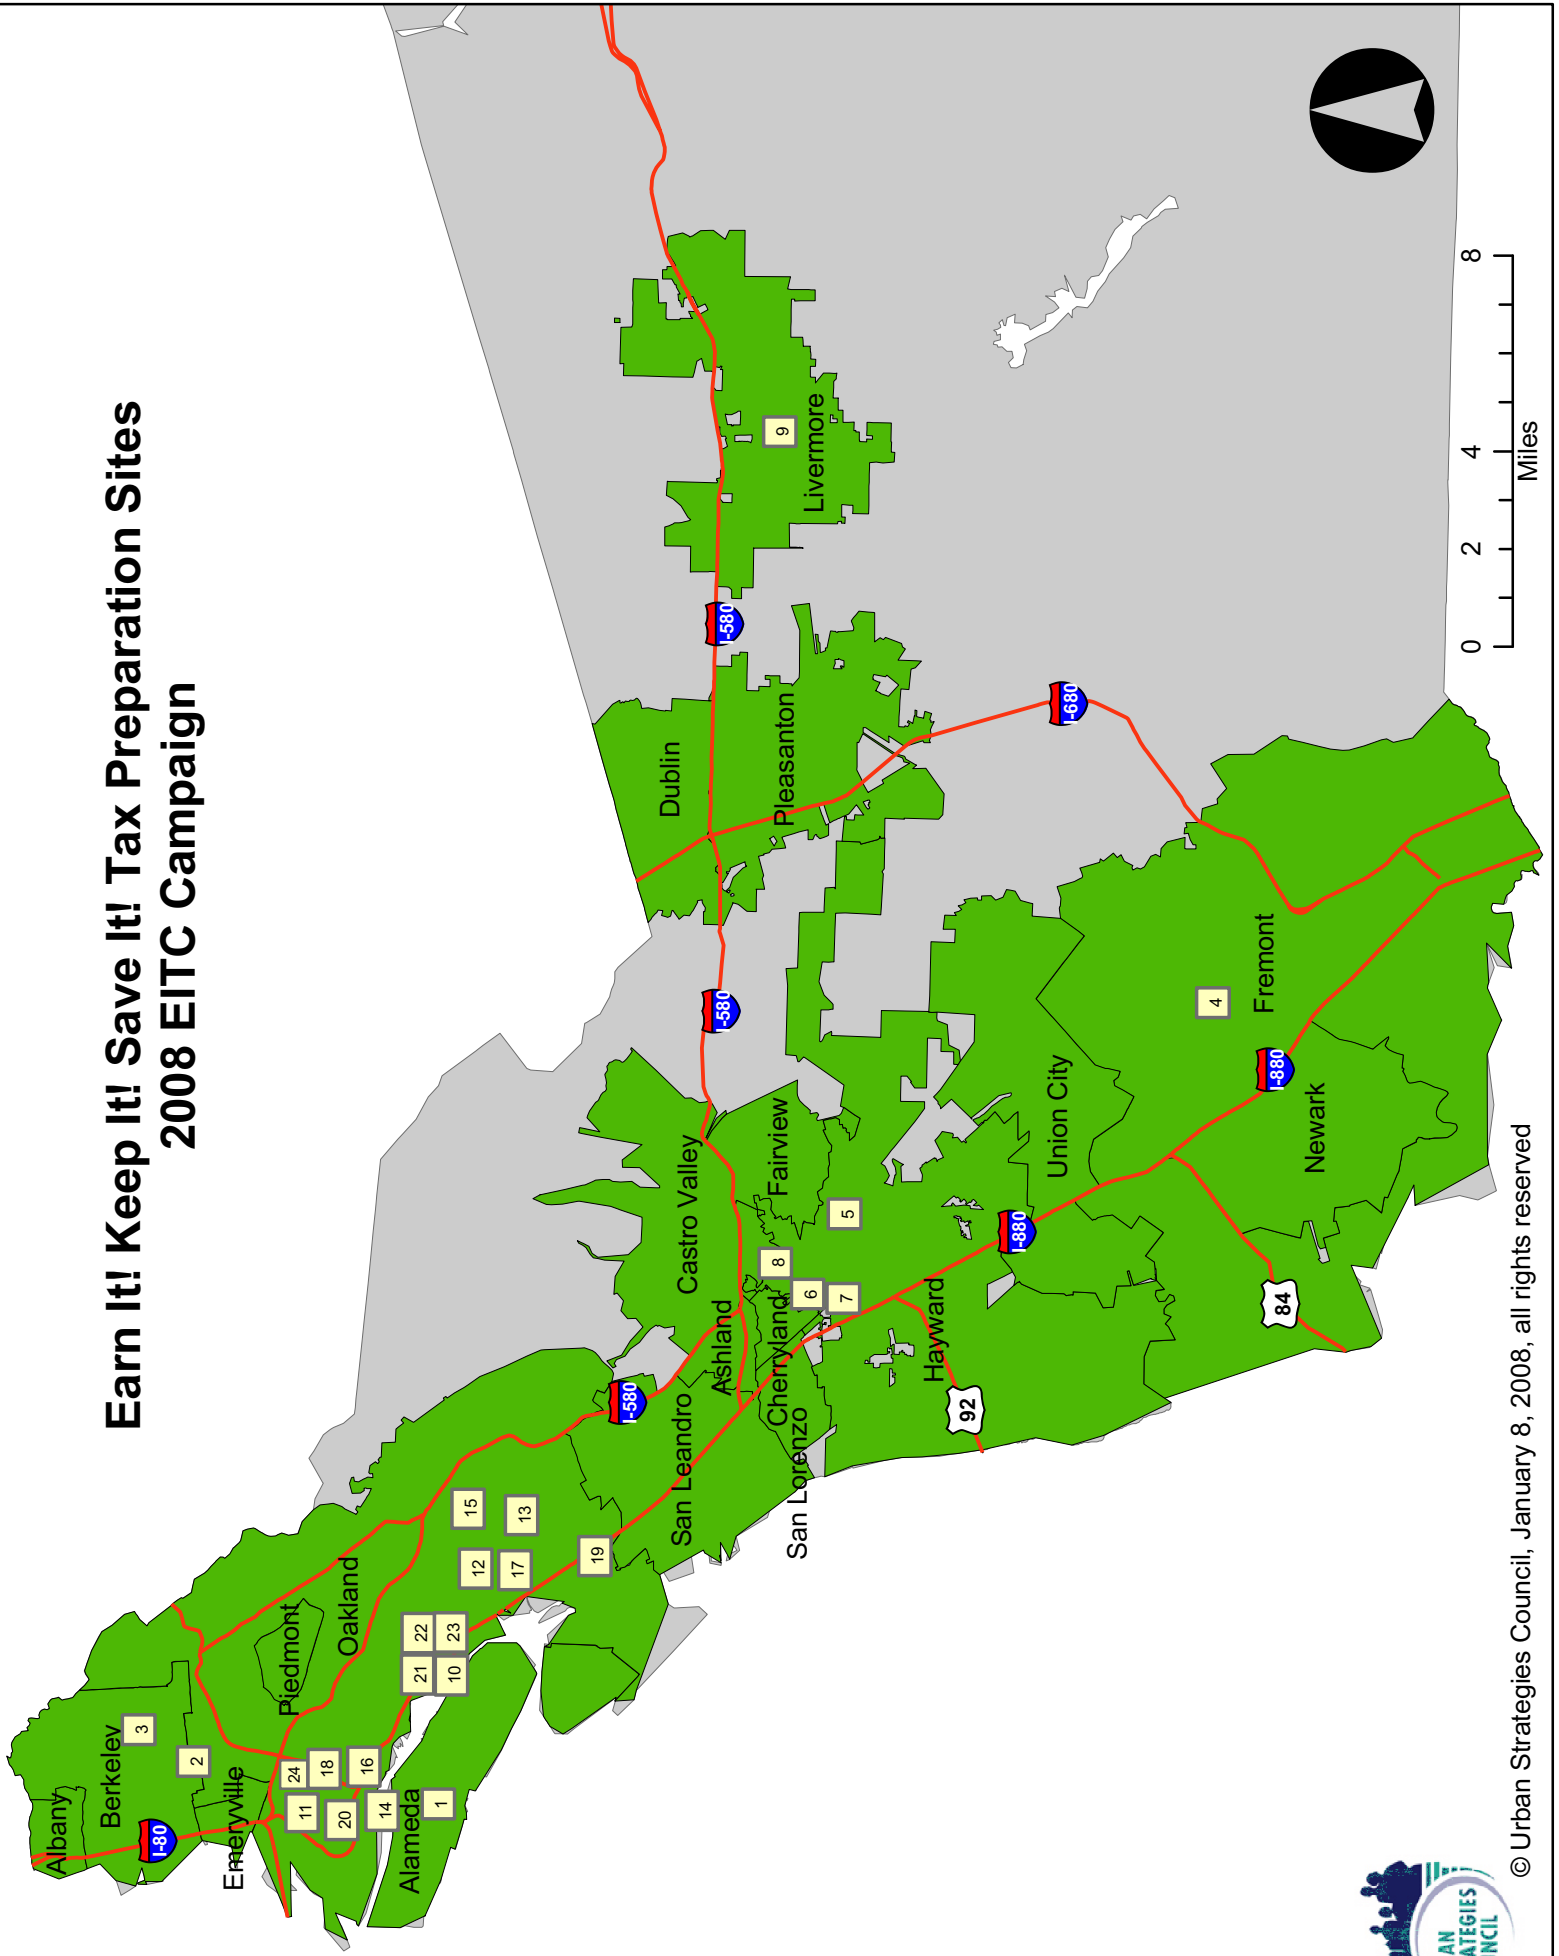 Earn It! Keep It! Save It! Tax Preparation Sites
2008 EITC Campaign
Albany
Berkeley
I-80
3
2
Emeryville
Piedmont
Oakland
24
18
16
11
20
14
1
Alameda
21
22
10
23
12
17
15
13
19
I-580
San Leandro
San Lorenzo
Ashland
Cherryland
Castro Valley
Fairview
8
6
7
5
Hayward
92
I-880
Union City
I-580
Dublin
Pleasanton
I-580
Livermore
9
I-680
4
Fremont
I-880
Newark
84
0 2 4 8
Miles
AN
ATEGIES
NCIL
© Urban Strategies Council, January 8, 2008, all rights reserved